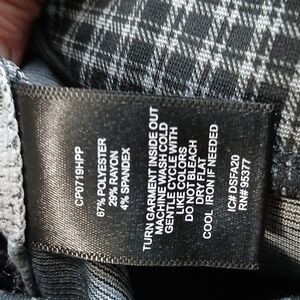 CP0719HPP
67% POLYESTER
29% RAYON
4% SPANDEX
TURN GARMENT INSIDE OUT
MACHINE WASH COLD
GENTLE CYCLE WITH
LIKE COLORS
DO NOT BLEACH
DRY FLAT
COOL IRON IF NEEDED
IC# DSFA20
RN# 95377